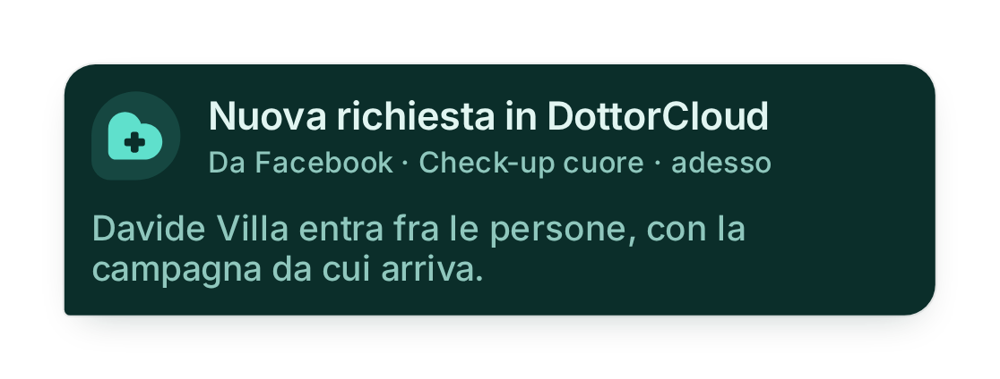 Nuova richiesta in DottorCloud
Da Facebook · Check-up cuore · adesso
Davide Villa entra fra le persone, con la
campagna da cui arriva.